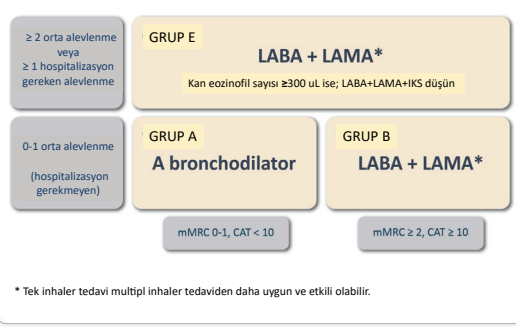 ≥ 2 orta alevlenme
veya
≥ 1 hospitalizasyon
gereken alevlenme
GRUP E
LABA + LAMA*
Kan eozinofil sayısı ≥300 uL ise; LABA+LAMA+IKS düşün
0-1 orta alevlenme
(hospitalizasyon
gerekmeyen)
GRUP A
A bronchodilator
GRUP B
LABA + LAMA*
mMRC 0-1, CAT < 10
mMRC ≥ 2, CAT ≥ 10
* Tek inhaler tedavi multipl inhaler tedaviden daha uygun ve etkili olabilir.